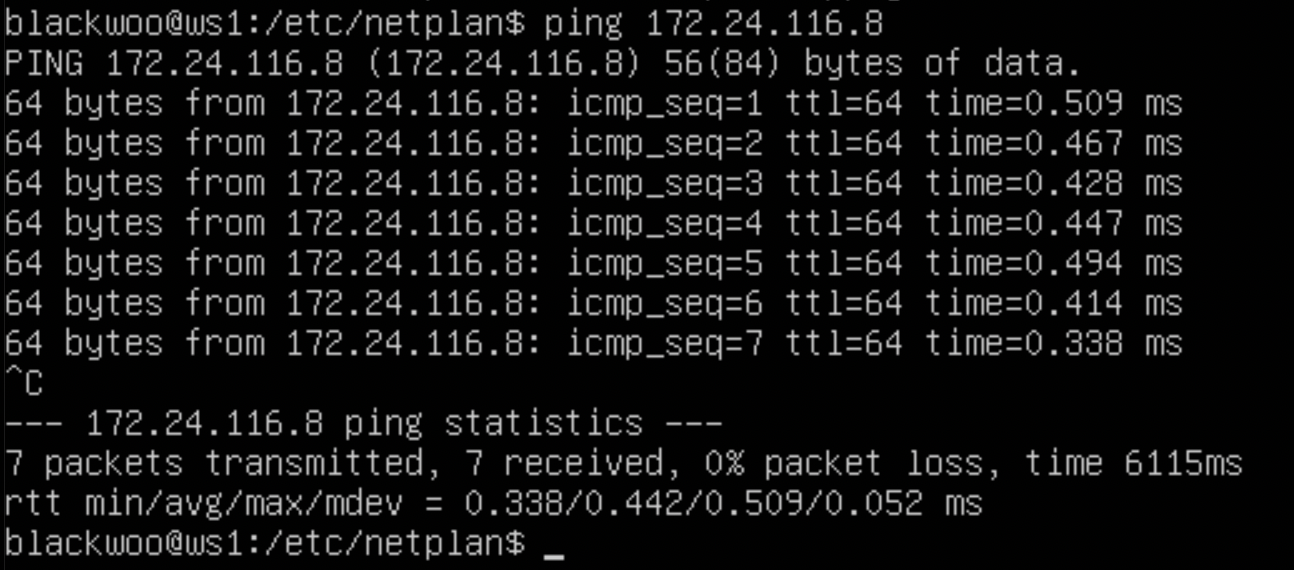 blackwoo@ws1:/etc/netplan$ ping 172.24.116.8
PING 172.24.116.8 (172.24.116.8) 56(84) bytes of data.
64 bytes from 172.24.116.8: icmp_seq=1 ttl=64 time=0.509 ms
64 bytes from 172.24.116.8: icmp_seq=2 ttl=64 time=0.467 ms
64 bytes from 172.24.116.8: icmp_seq=3 ttl=64 time=0.428 ms
64 bytes from 172.24.116.8: icmp_seq=4 ttl=64 time=0.447 ms
64 bytes from 172.24.116.8: icmp_seq=5 ttl=64 time=0.494 ms
64 bytes from 172.24.116.8: icmp_seq=6 ttl=64 time=0.414 ms
64 bytes from 172.24.116.8: icmp_seq=7 ttl=64 time=0.338 ms
^C
--- 172.24.116.8 ping statistics ---
7 packets transmitted, 7 received, 0% packet loss, time 6115ms
rtt min/avg/max/mdev = 0.338/0.442/0.509/0.052 ms
blackwoo@ws1:/etc/netplan$ _